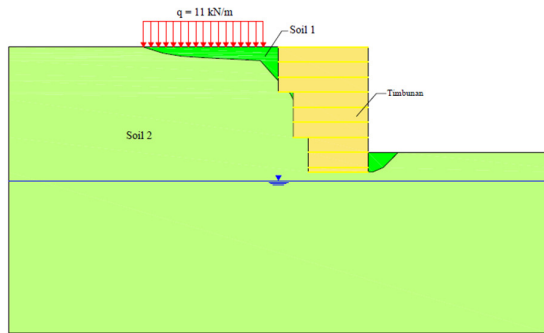 q = 11 kN/m
Soil 1
Timbunan
Soil 2